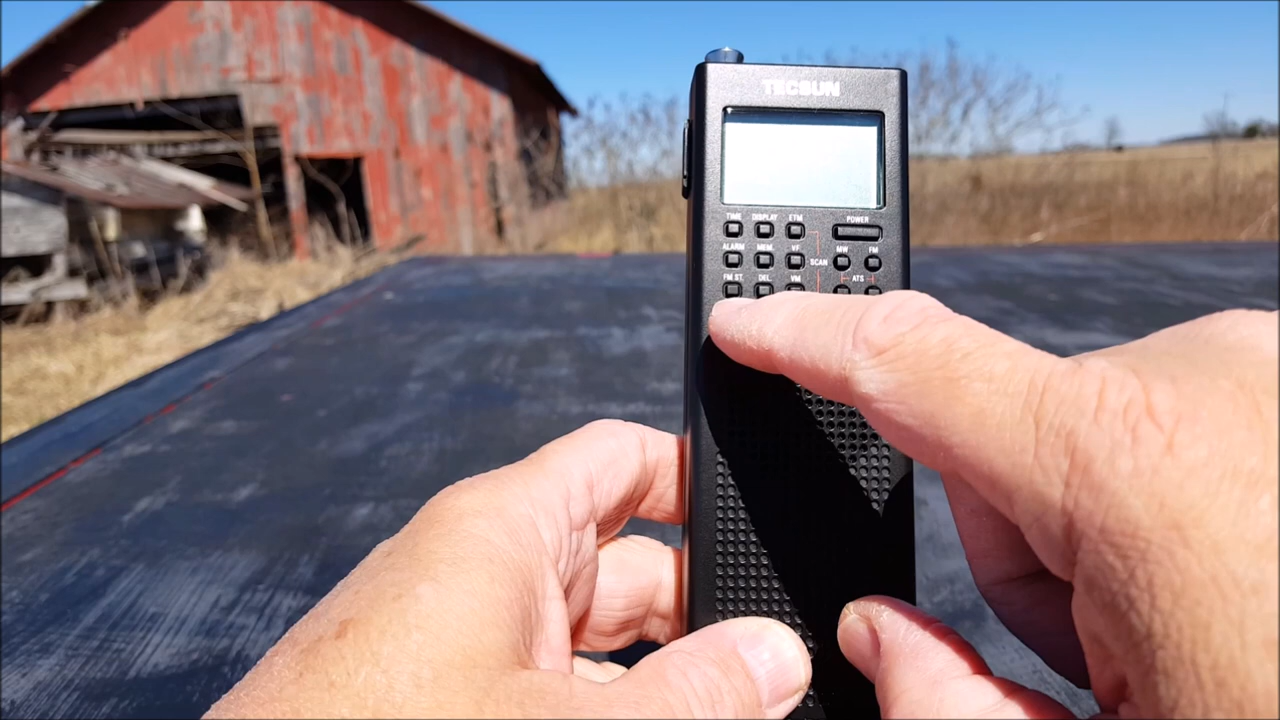 TECSUN
TIME DISPLAY ETM POWER
ALARM MEM. VF SCAN MW FM
FM ST. DEL. VM ATS